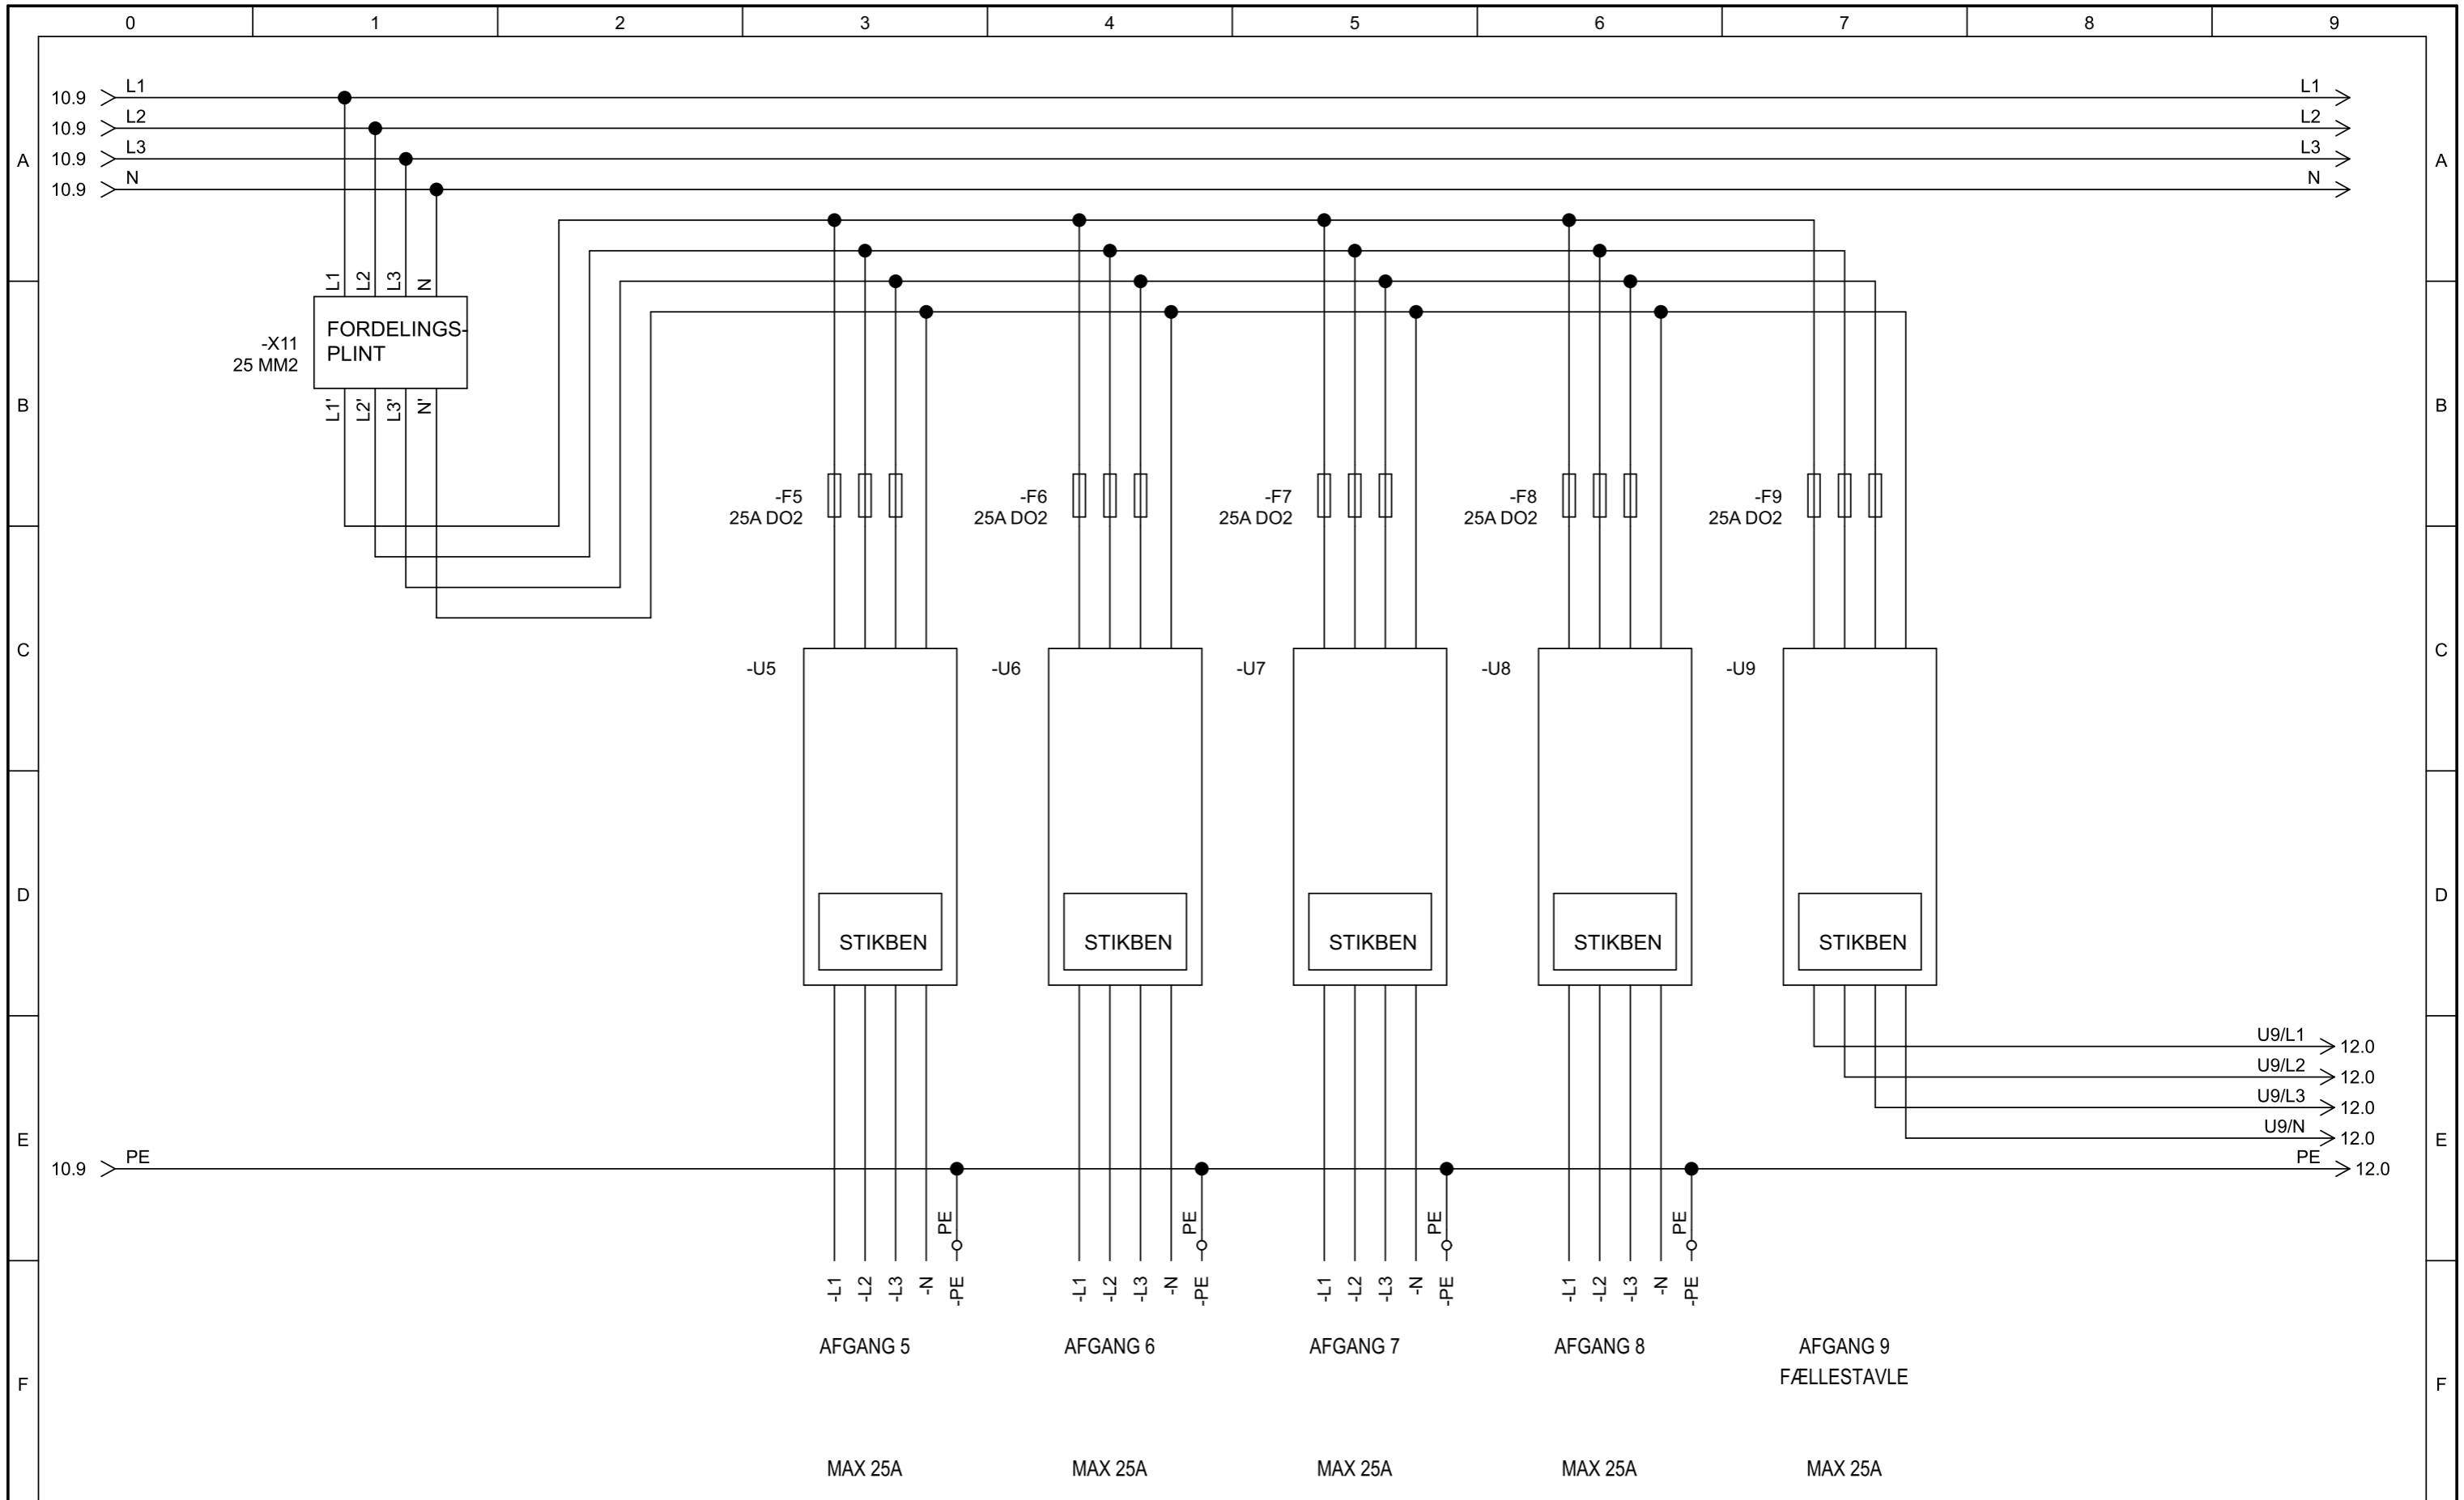 0 1 2 3 4 5 6 7 8 9
10.9 L1 L1
10.9 L2 L2
A 10.9 L3 L3 A
10.9 N N
L1 L2 L3 N
FORDELINGS-
PLINT
-X11
25 MM2
B B
L1' L2' L3' N'
-F5 -F6 -F7 -F8 -F9
25A DO2 25A DO2 25A DO2 25A DO2 25A DO2
C C
-U5 -U6 -U7 -U8 -U9
D D
STIKBEN STIKBEN STIKBEN STIKBEN STIKBEN
U9/L1 12.0
U9/L2 12.0
U9/L3 12.0
U9/N 12.0
E E
10.9 PE PE 12.0
PE PE PE PE
-L1 -L2 -L3 -N -PE -L1 -L2 -L3 -N -PE -L1 -L2 -L3 -N -PE -L1 -L2 -L3 -N -PE
AFGANG 5 AFGANG 6 AFGANG 7 AFGANG 8 AFGANG 9
FÆLLESTAVLE
F F
MAX 25A MAX 25A MAX 25A MAX 25A MAX 25A